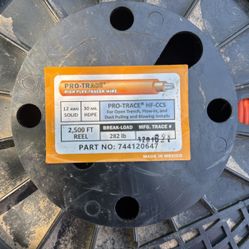 PRO-TRACE®
HIGH FLEX TRACER WIRE
12 AWG
SOLID
30 MIL
HDPE
PRO-TRACE® HF-CCS
For Open Trench, Plow-In, and
Duct Pulling and Blowing Installs
2,500 FT
REEL
BREAK-LOAD
282 lb
MFG. TRACE #
PART NO: 744120647
MADE IN MEXICO